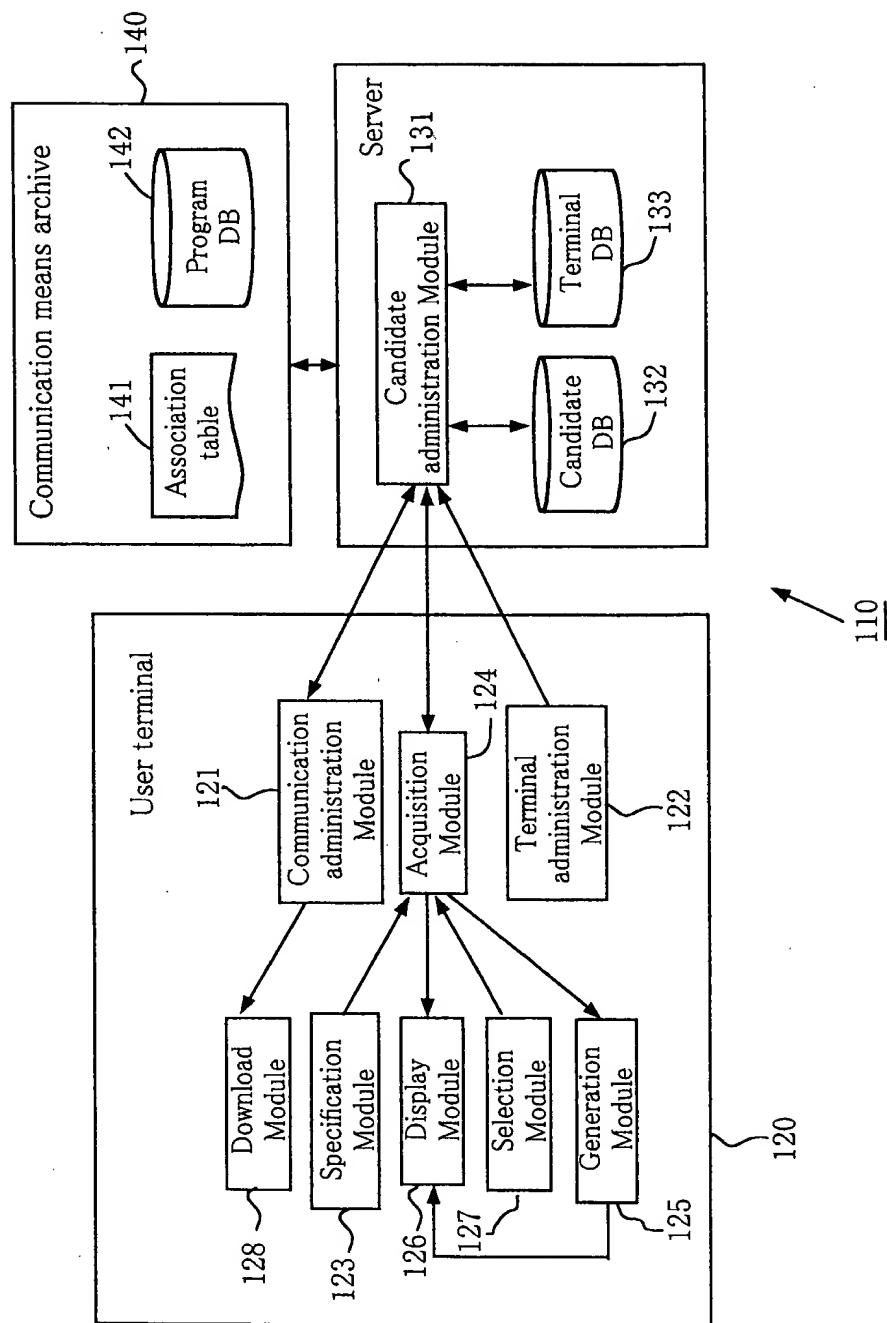 User terminal
128
Download
Module
123
Specification
Module
126
Display
Module
127
Selection
Module
125
Generation
Module
120
121
Communication
administration
Module
Acquisition
Module
124
Terminal
administration
Module
122
110
Communication means archive
140
141
Association
table
142
Program
DB
Server
131
Candidate
administration Module
Candidate
DB
132
Terminal
DB
133